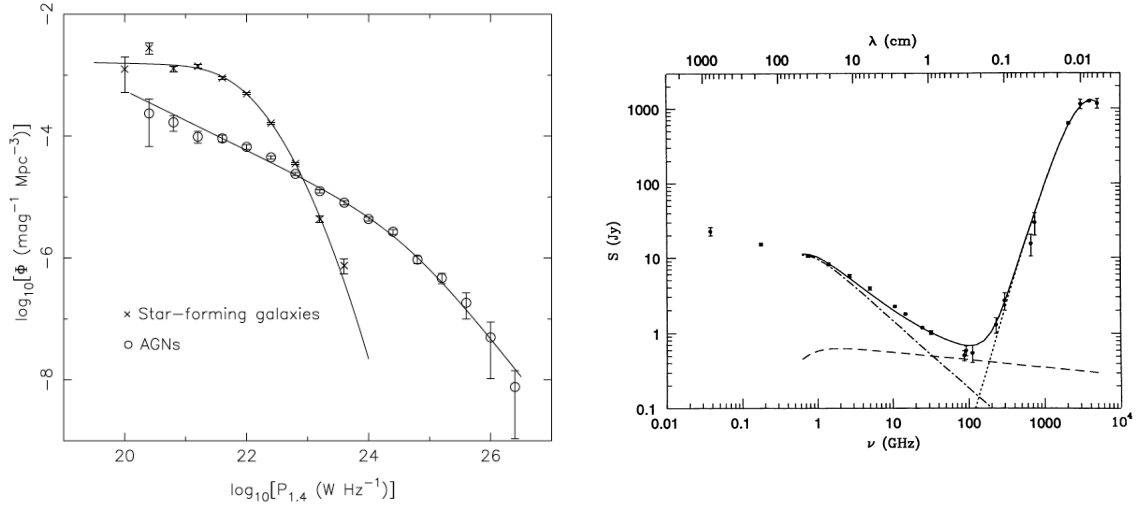 −2
−4
−6
−8
log₁₀[Φ (mag⁻¹ Mpc⁻³)]
× Star−forming galaxies
○ AGNs
20 22 24 26
log₁₀[P₁.₄ (W Hz⁻¹)]
λ (cm)
1000 100 10 1 0.1 0.01
1000
100
10
1
0.1
S (Jy)
0.01 0.1 1 10 100 1000 10⁴
ν (GHz)